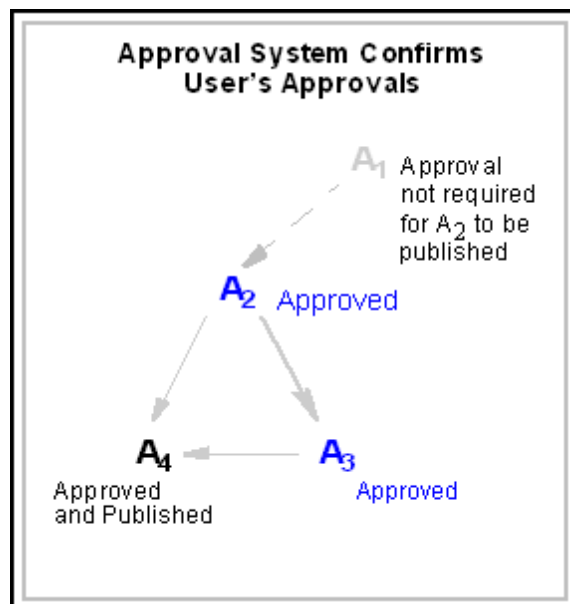 Approval System Confirms
User's Approvals
A1 Approval
not required
for A2 to be
published
A2 Approved
A4
Approved
and Published
A3
Approved